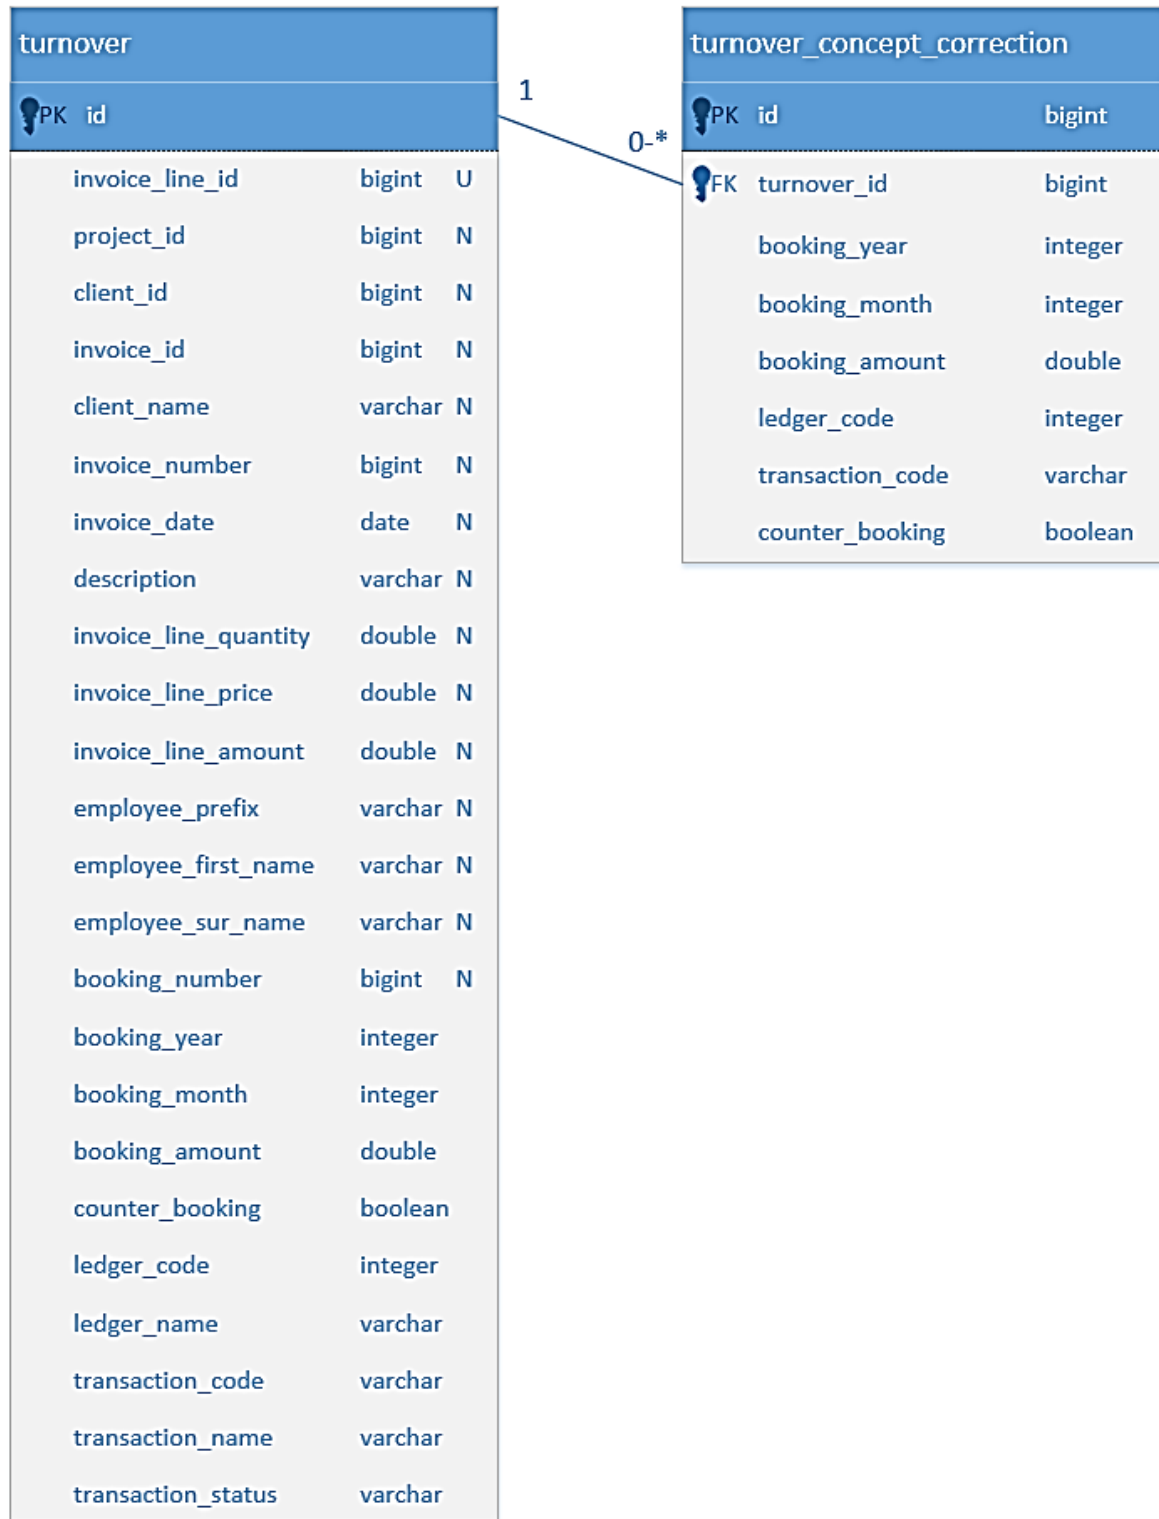 turnover
PK id
invoice_line_id bigint U
project_id bigint N
client_id bigint N
invoice_id bigint N
client_name varchar N
invoice_number bigint N
invoice_date date N
description varchar N
invoice_line_quantity double N
invoice_line_price double N
invoice_line_amount double N
employee_prefix varchar N
employee_first_name varchar N
employee_sur_name varchar N
booking_number bigint N
booking_year integer
booking_month integer
booking_amount double
counter_booking boolean
ledger_code integer
ledger_name varchar
transaction_code varchar
transaction_name varchar
transaction_status varchar
1
0-*
turnover_concept_correction
PK id bigint
FK turnover_id bigint
booking_year integer
booking_month integer
booking_amount double
ledger_code integer
transaction_code varchar
counter_booking boolean